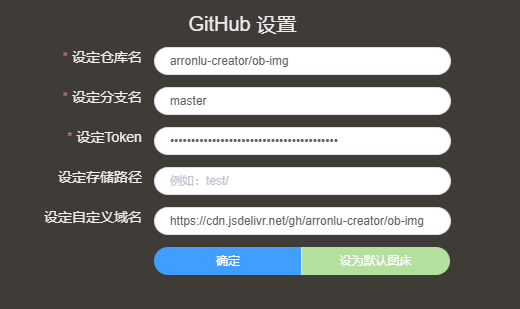 GitHub 设置
* 设定仓库名 arronlu-creator/ob-img
* 设定分支名 master
* 设定Token ••••••••••••••••••••••••••••••••••••••••
设定存储路径 例如：test/
设定自定义域名 https://cdn.jsdelivr.net/gh/arronlu-creator/ob-img
确定 设为默认图床